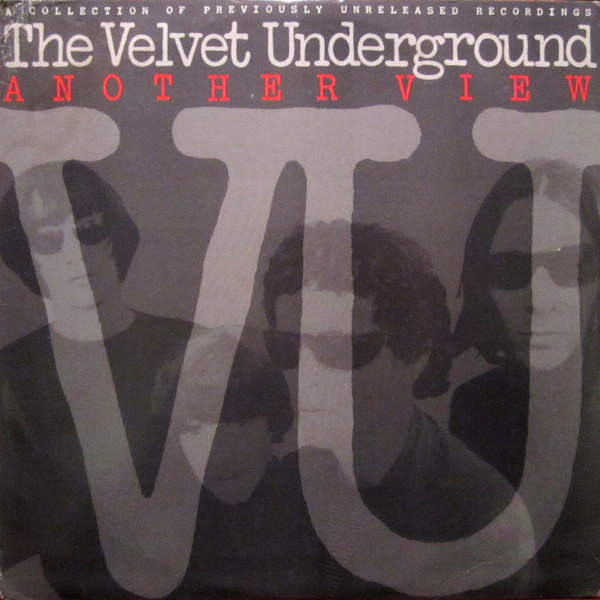 A COLLECTION OF PREVIOUSLY UNRELEASED RECORDINGS
The Velvet Underground
ANOTHER VIEW
VU